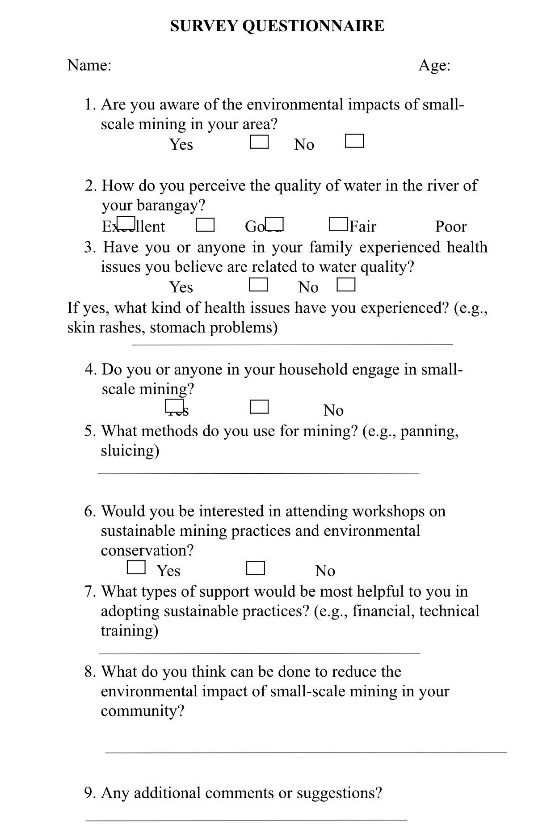 SURVEY QUESTIONNAIRE
Name: Age:
1. Are you aware of the environmental impacts of small-
scale mining in your area?
Yes No
2. How do you perceive the quality of water in the river of
your barangay?
Fair Poor
3. Have you or anyone in your family experienced health
issues you believe are related to water quality?
Yes No
If yes, what kind of health issues have you experienced? (e.g.,
skin rashes, stomach problems)
4. Do you or anyone in your household engage in small-
scale mining?
Yes No
5. What methods do you use for mining? (e.g., panning,
sluicing)
6. Would you be interested in attending workshops on
sustainable mining practices and environmental
conservation?
Yes No
7. What types of support would be most helpful to you in
adopting sustainable practices? (e.g., financial, technical
training)
8. What do you think can be done to reduce the
environmental impact of small-scale mining in your
community?
9. Any additional comments or suggestions?